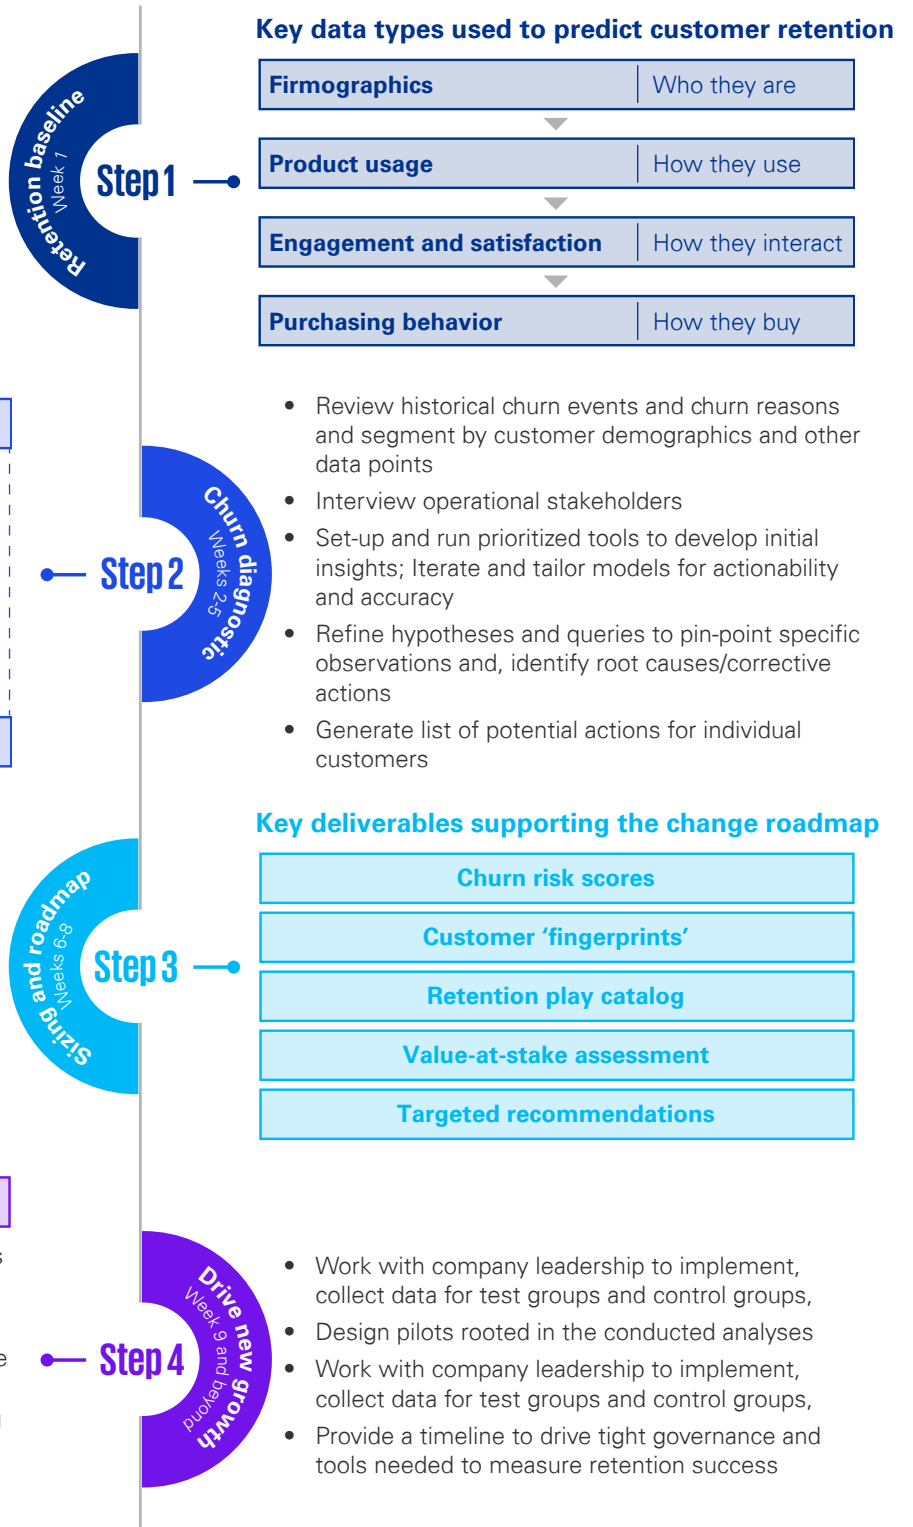 Key data types used to predict customer retention
Retention baseline
Week 1
Step 1
Firmographics
Who they are
Product usage
How they use
Engagement and satisfaction
How they interact
Purchasing behavior
How they buy
Churn diagnostic
Weeks 2-5
Step 2
• Review historical churn events and churn reasons
and segment by customer demographics and other
data points
• Interview operational stakeholders
• Set-up and run prioritized tools to develop initial
insights; Iterate and tailor models for actionability
and accuracy
• Refine hypotheses and queries to pin-point specific
observations and, identify root causes/corrective
actions
• Generate list of potential actions for individual
customers
Key deliverables supporting the change roadmap
Sizing and roadmap
Weeks 6-8
Step 3
Churn risk scores
Customer ‘fingerprints’
Retention play catalog
Value-at-stake assessment
Targeted recommendations
Drive new growth
Week 9 and beyond
Step 4
• Work with company leadership to implement,
collect data for test groups and control groups,
• Design pilots rooted in the conducted analyses
• Work with company leadership to implement,
collect data for test groups and control groups,
• Provide a timeline to drive tight governance and
tools needed to measure retention success